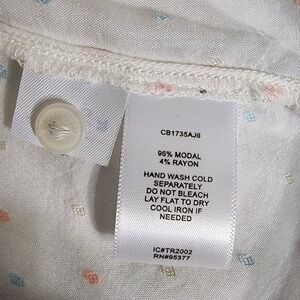 CB1735AJ6
96% MODAL
4% RAYON
HAND WASH COLD
SEPARATELY
DO NOT BLEACH
LAY FLAT TO DRY
COOL IRON IF
NEEDED
IC#TR2002
RN#95377